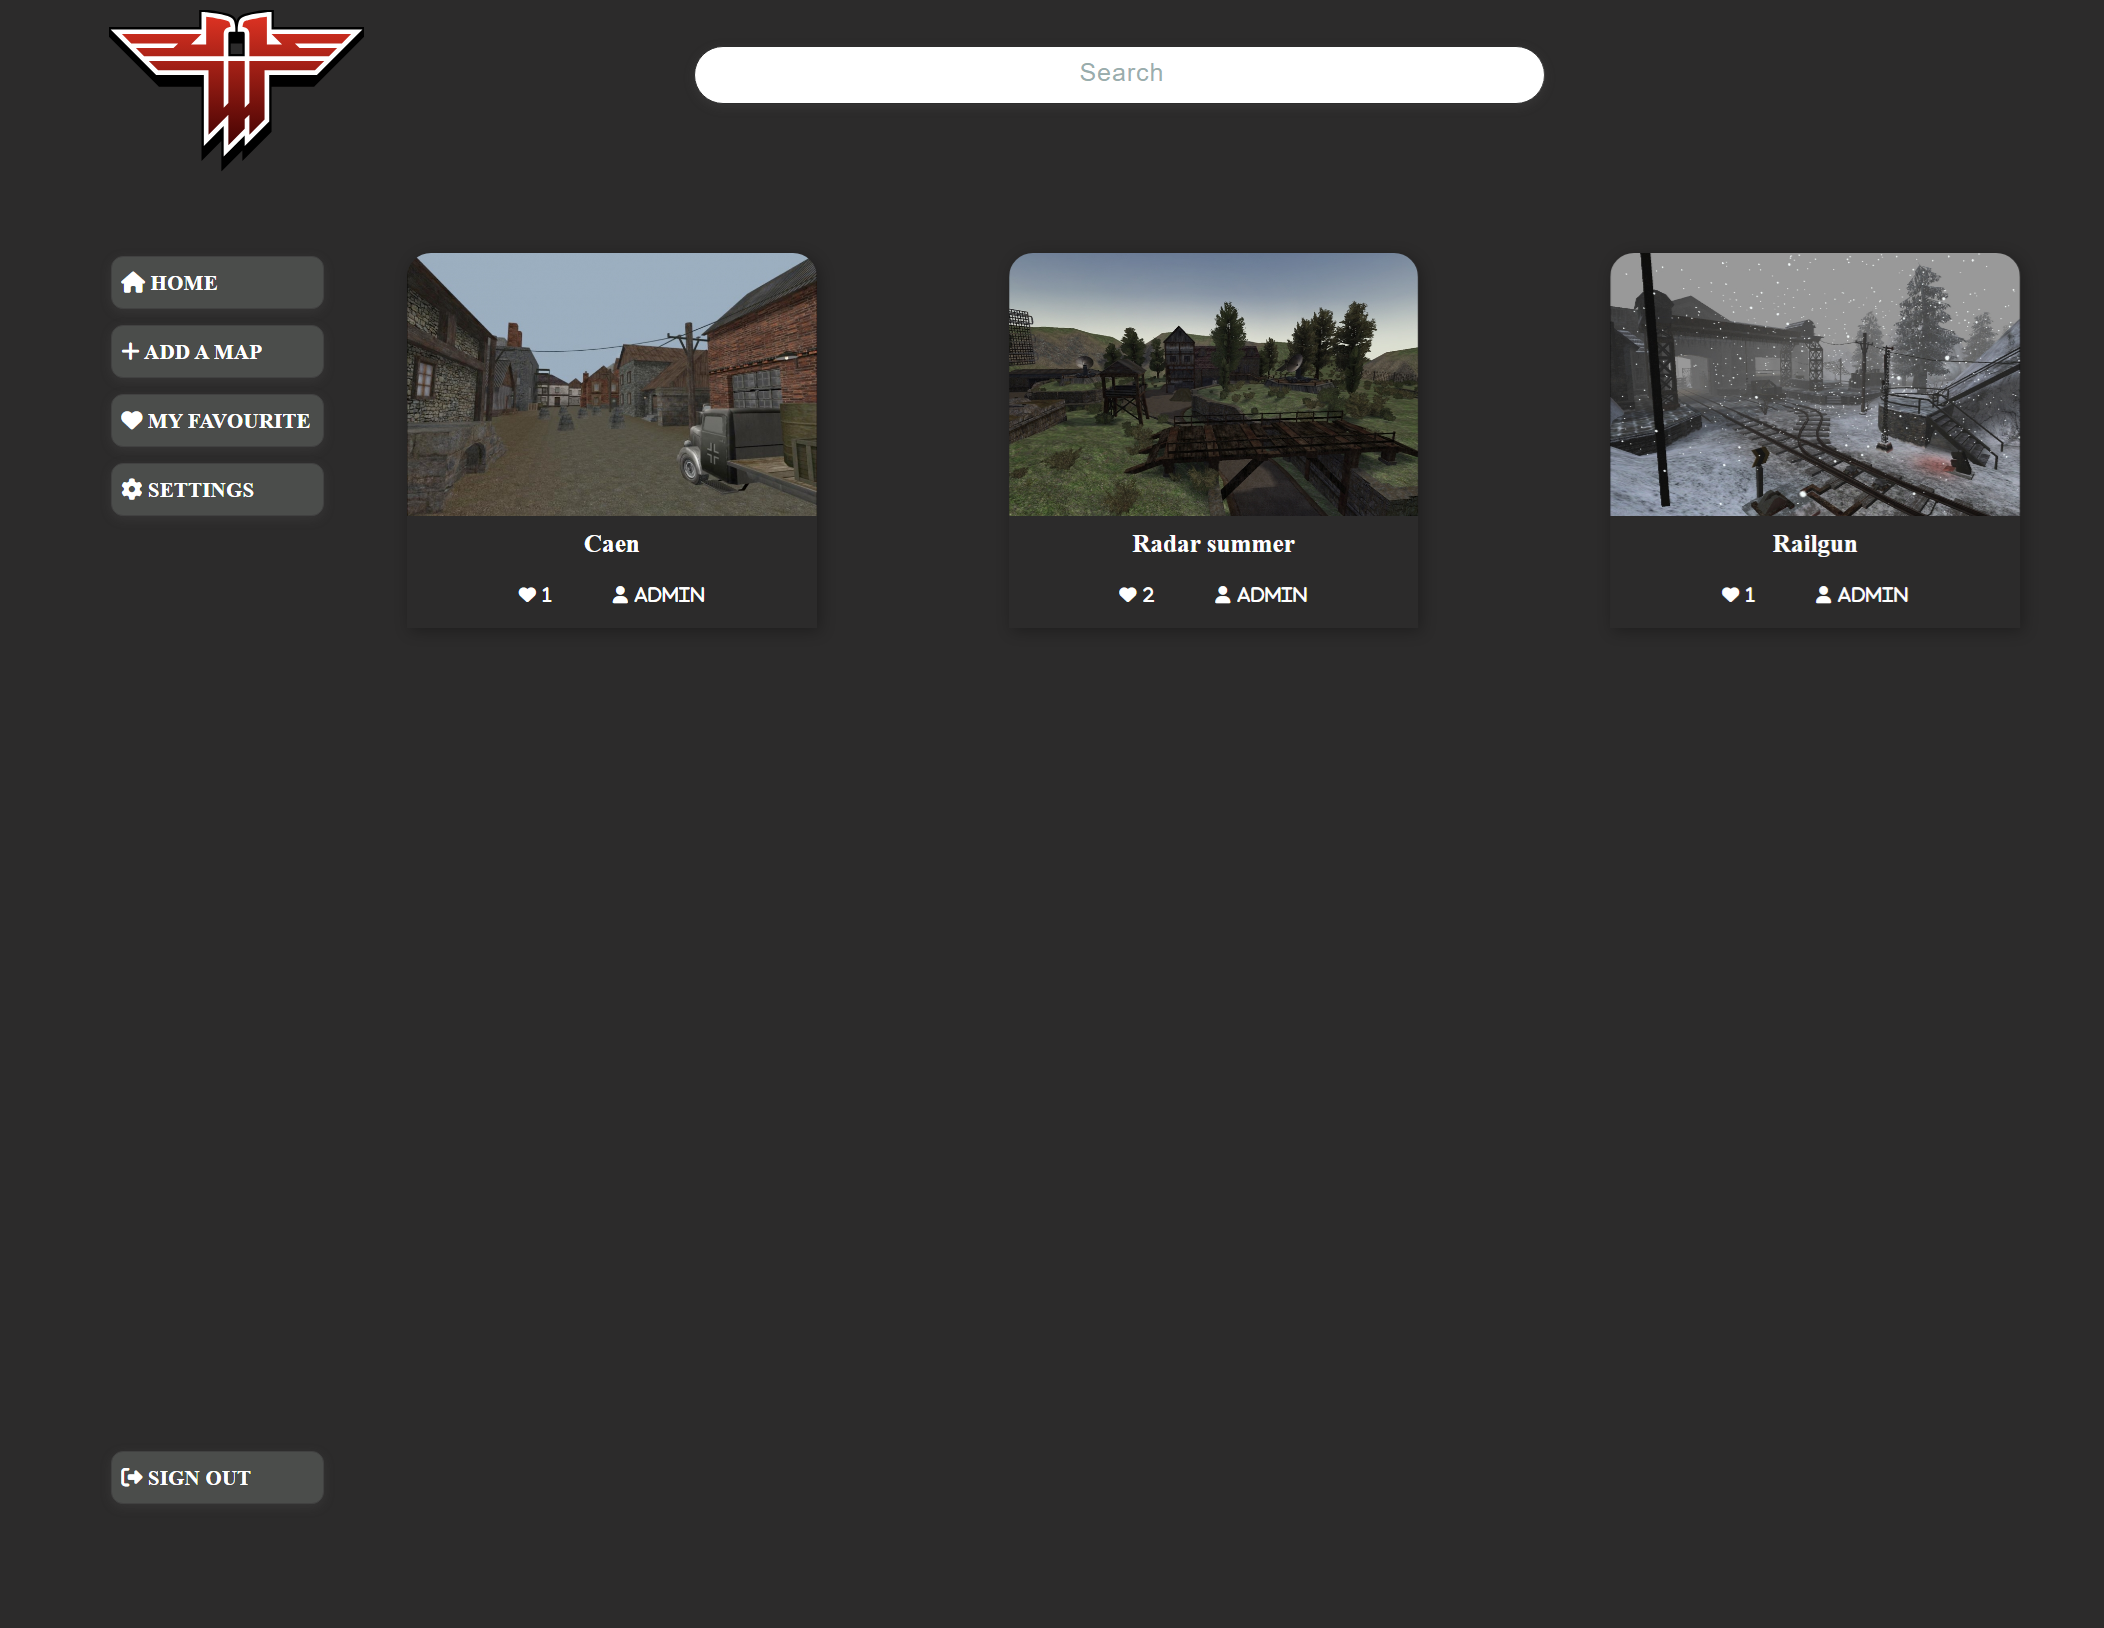 Search
HOME
ADD A MAP
MY FAVOURITE
SETTINGS
Caen
1 ADMIN
Radar summer
2 ADMIN
Railgun
1 ADMIN
SIGN OUT